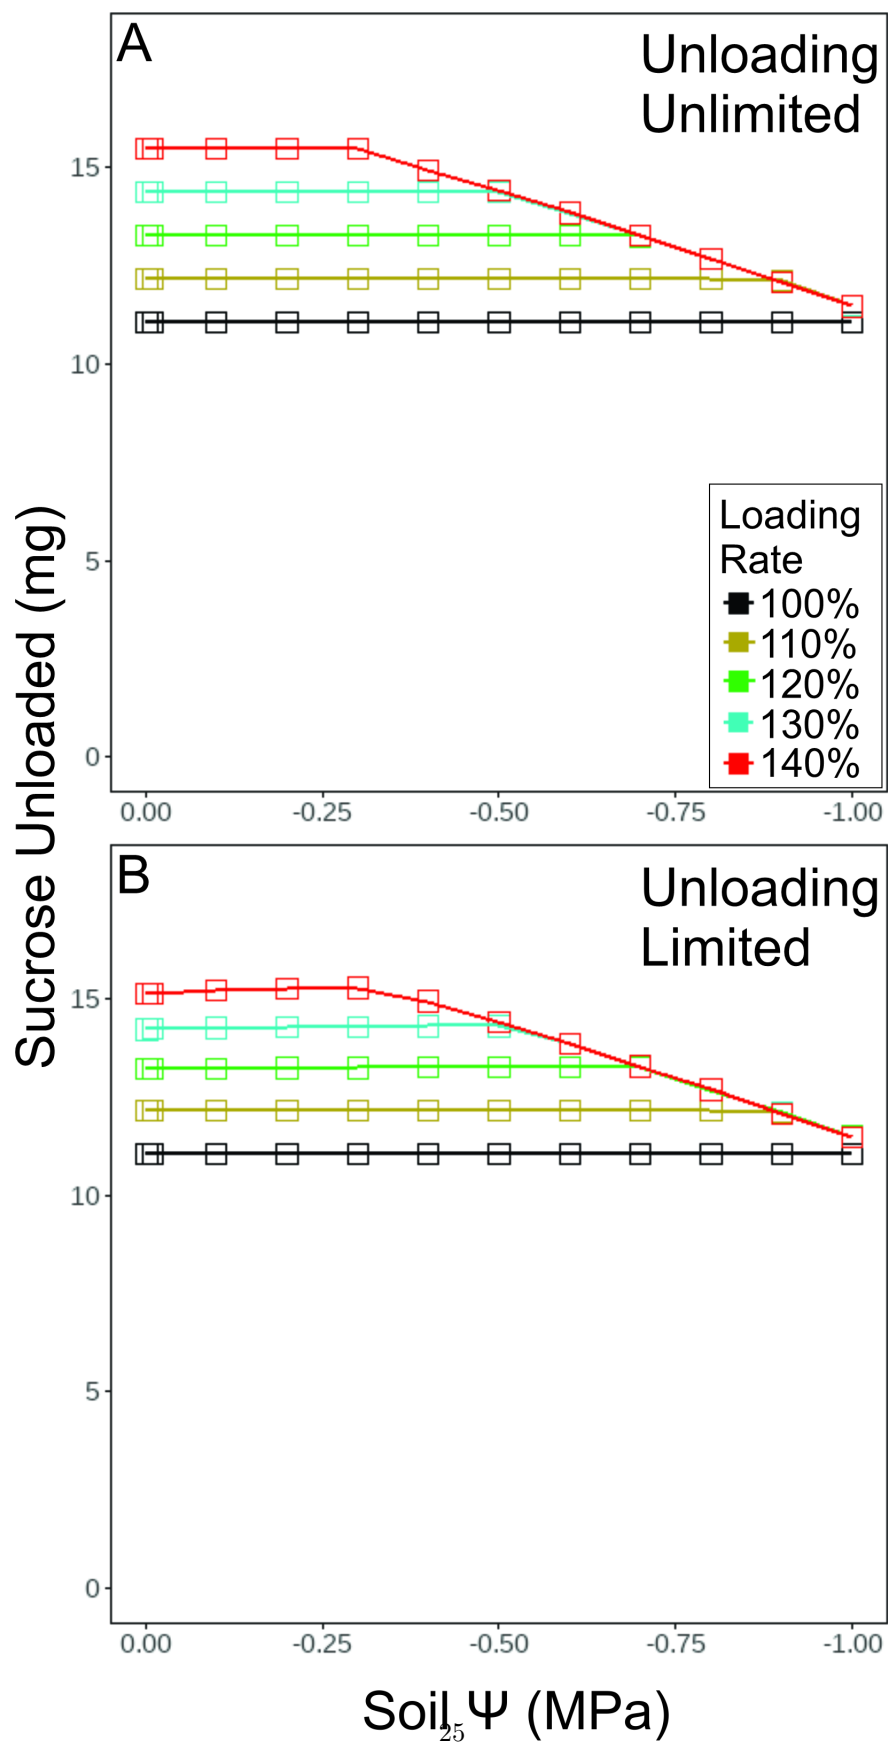 A
Unloading
Unlimited
15
10
5
0
Loading
Rate
100%
110%
120%
130%
140%
0.00 -0.25 -0.50 -0.75 -1.00
Sucrose Unloaded (mg)
B
Unloading
Limited
15
10
5
0
0.00 -0.25 -0.50 -0.75 -1.00
Soil Ψ (MPa)
25